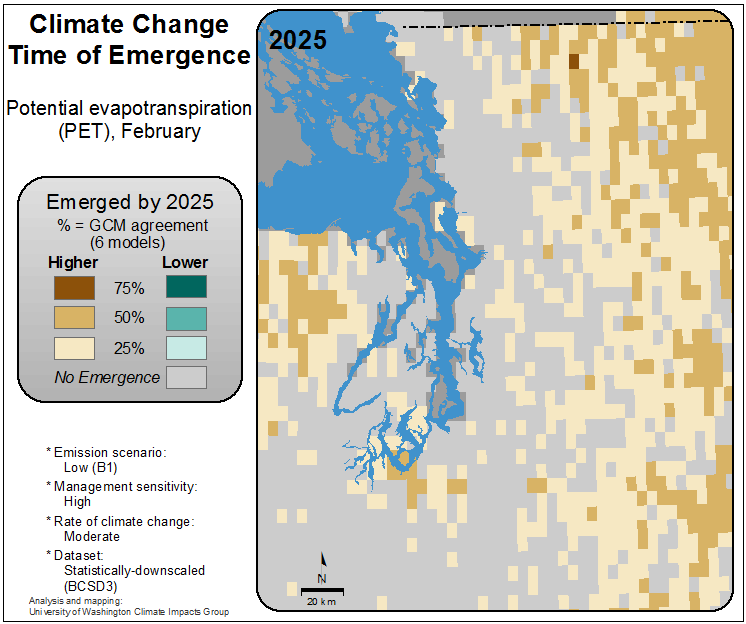 Climate Change
Time of Emergence
Potential evapotranspiration
(PET), February
Emerged by 2025
% = GCM agreement
(6 models)
Higher Lower
75%
50%
25%
No Emergence
* Emission scenario:
Low (B1)
* Management sensitivity:
High
* Rate of climate change:
Moderate
* Dataset:
Statistically-downscaled
(BCSD3)
Analysis and mapping:
University of Washington Climate Impacts Group
2025
N
20 km